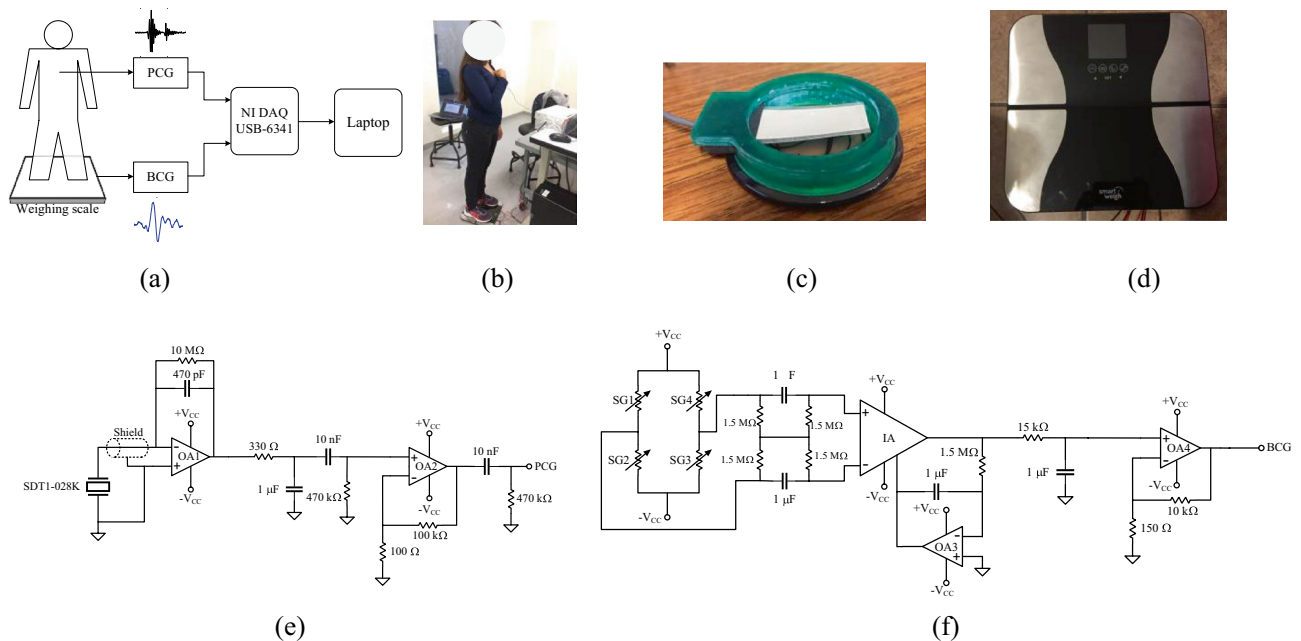 PCG
NI DAQ
USB-6341
Laptop
BCG
Weighing scale
smart
weigh
(a)
(b)
(c)
(d)
10 MΩ
470 pF
+VCC
Shield
OA1
-VCC
SDT1-028K
330 Ω
1 μF
10 nF
470 kΩ
+VCC
OA2
-VCC
100 kΩ
100 Ω
10 nF
PCG
470 kΩ
(e)
+VCC
SG1
SG4
SG2
SG3
-VCC
1 F
1.5 MΩ
1.5 MΩ
1.5 MΩ
1.5 MΩ
1 μF
+VCC
IA
-VCC
1.5 MΩ
1 μF
+VCC
OA3
-VCC
15 kΩ
1 μF
+VCC
OA4
-VCC
BCG
10 kΩ
150 Ω
(f)